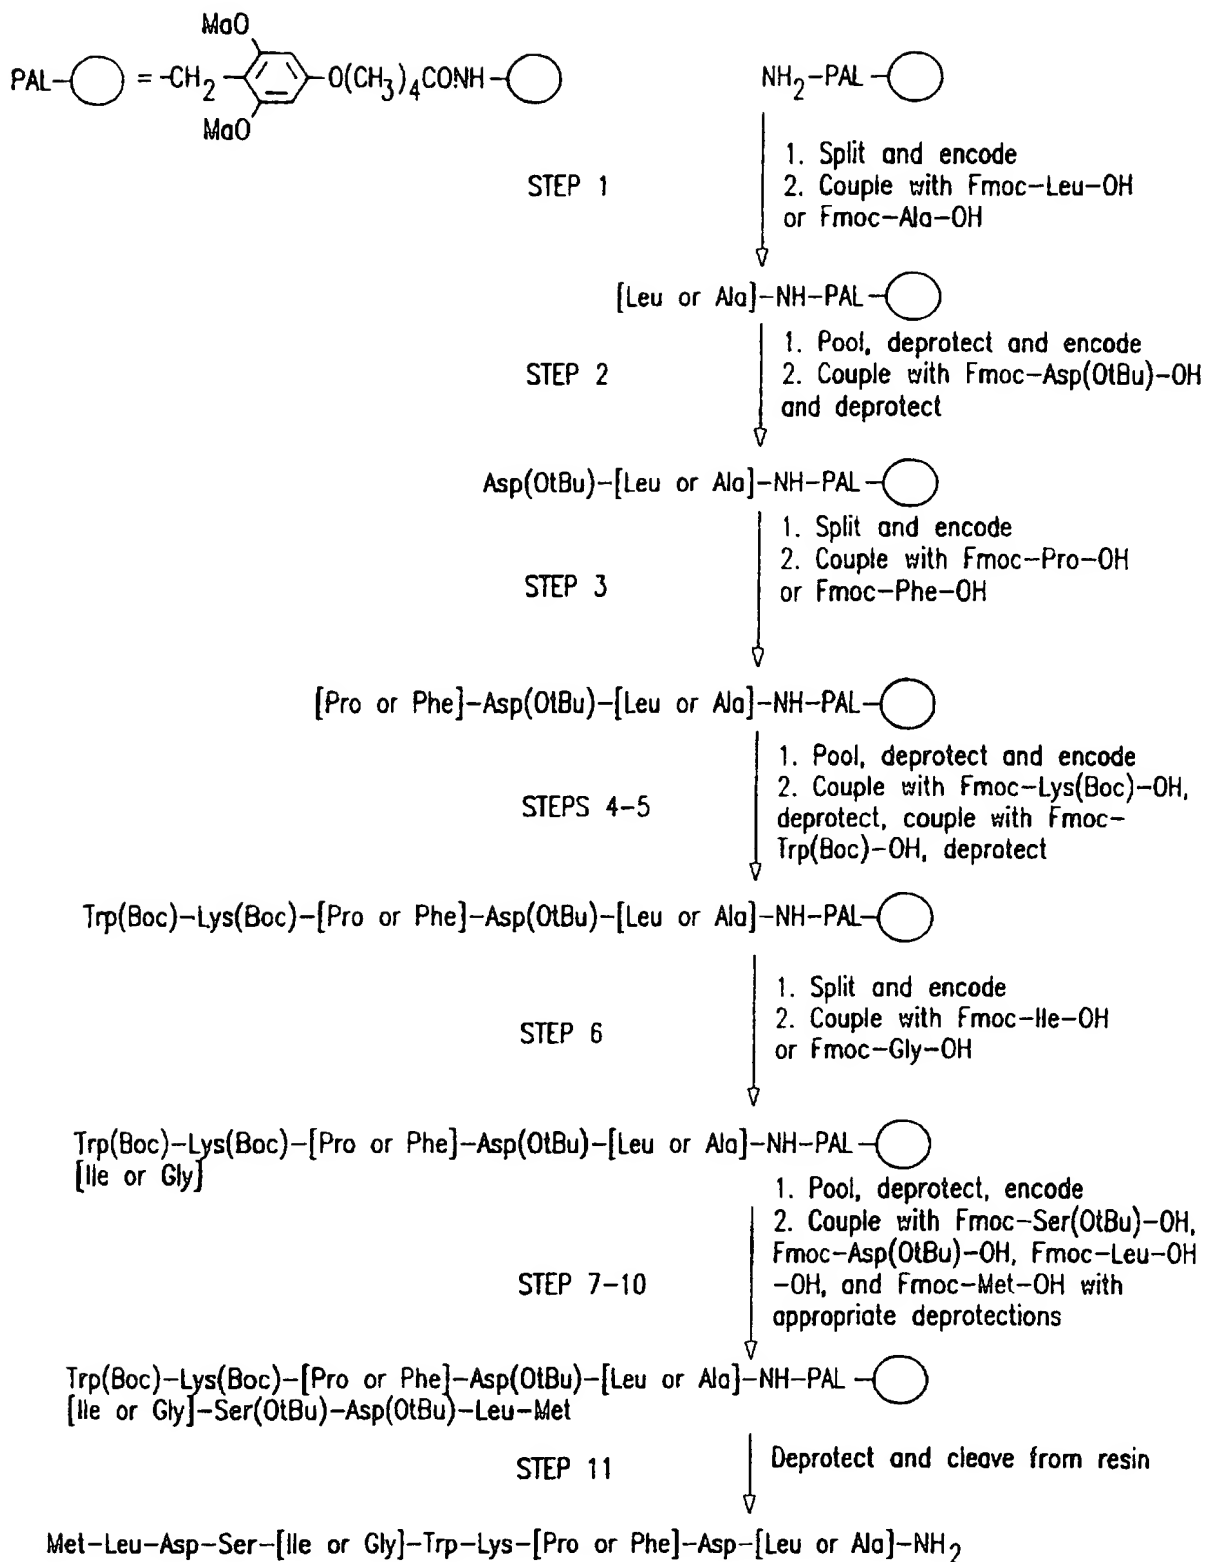 MaO
PAL– = –CH2– –O(CH3)4CONH–
MaO
NH2–PAL–
STEP 1
1. Split and encode
2. Couple with Fmoc–Leu–OH
or Fmoc–Ala–OH
[Leu or Ala]–NH–PAL–
STEP 2
1. Pool, deprotect and encode
2. Couple with Fmoc–Asp(OtBu)–OH
and deprotect
Asp(OtBu)–[Leu or Ala]–NH–PAL–
STEP 3
1. Split and encode
2. Couple with Fmoc–Pro–OH
or Fmoc–Phe–OH
[Pro or Phe]–Asp(OtBu)–[Leu or Ala]–NH–PAL–
STEPS 4–5
1. Pool, deprotect and encode
2. Couple with Fmoc–Lys(Boc)–OH,
deprotect, couple with Fmoc–
Trp(Boc)–OH, deprotect
Trp(Boc)–Lys(Boc)–[Pro or Phe]–Asp(OtBu)–[Leu or Ala]–NH–PAL–
STEP 6
1. Split and encode
2. Couple with Fmoc–Ile–OH
or Fmoc–Gly–OH
Trp(Boc)–Lys(Boc)–[Pro or Phe]–Asp(OtBu)–[Leu or Ala]–NH–PAL–
[Ile or Gly]
STEP 7–10
1. Pool, deprotect, encode
2. Couple with Fmoc–Ser(OtBu)–OH,
Fmoc–Asp(OtBu)–OH, Fmoc–Leu–OH
–OH, and Fmoc–Met–OH with
appropriate deprotections
Trp(Boc)–Lys(Boc)–[Pro or Phe]–Asp(OtBu)–[Leu or Ala]–NH–PAL–
[Ile or Gly]–Ser(OtBu)–Asp(OtBu)–Leu–Met
STEP 11
Deprotect and cleave from resin
Met–Leu–Asp–Ser–[Ile or Gly]–Trp–Lys–[Pro or Phe]–Asp–[Leu or Ala]–NH2